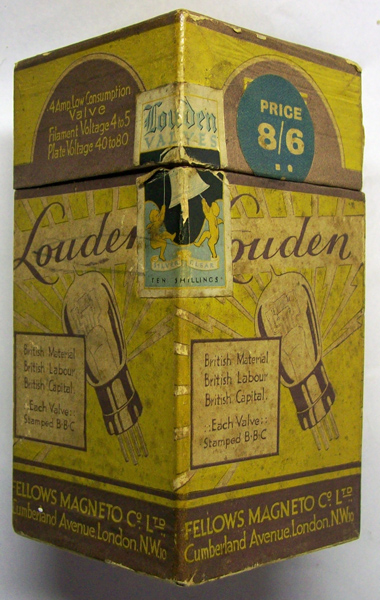 4 Amp. Low Consumption
Valve
Filament Voltage 4 to 5
Plate Voltage 40 to 80
Louden
VALVES
TEN SHILLINGS
PRICE
8/6
Louden
British Material
British Labour
British Capital
::Each Valve::
Stamped B·B·C
FELLOWS MAGNETO Co LTD
Cumberland Avenue, London. N.W.10
Louden
British Material
British Labour
British Capital.
::Each Valve::
Stamped B·B·C
FELLOWS MAGNETO Co LTD
Cumberland Avenue, London. N.W.10